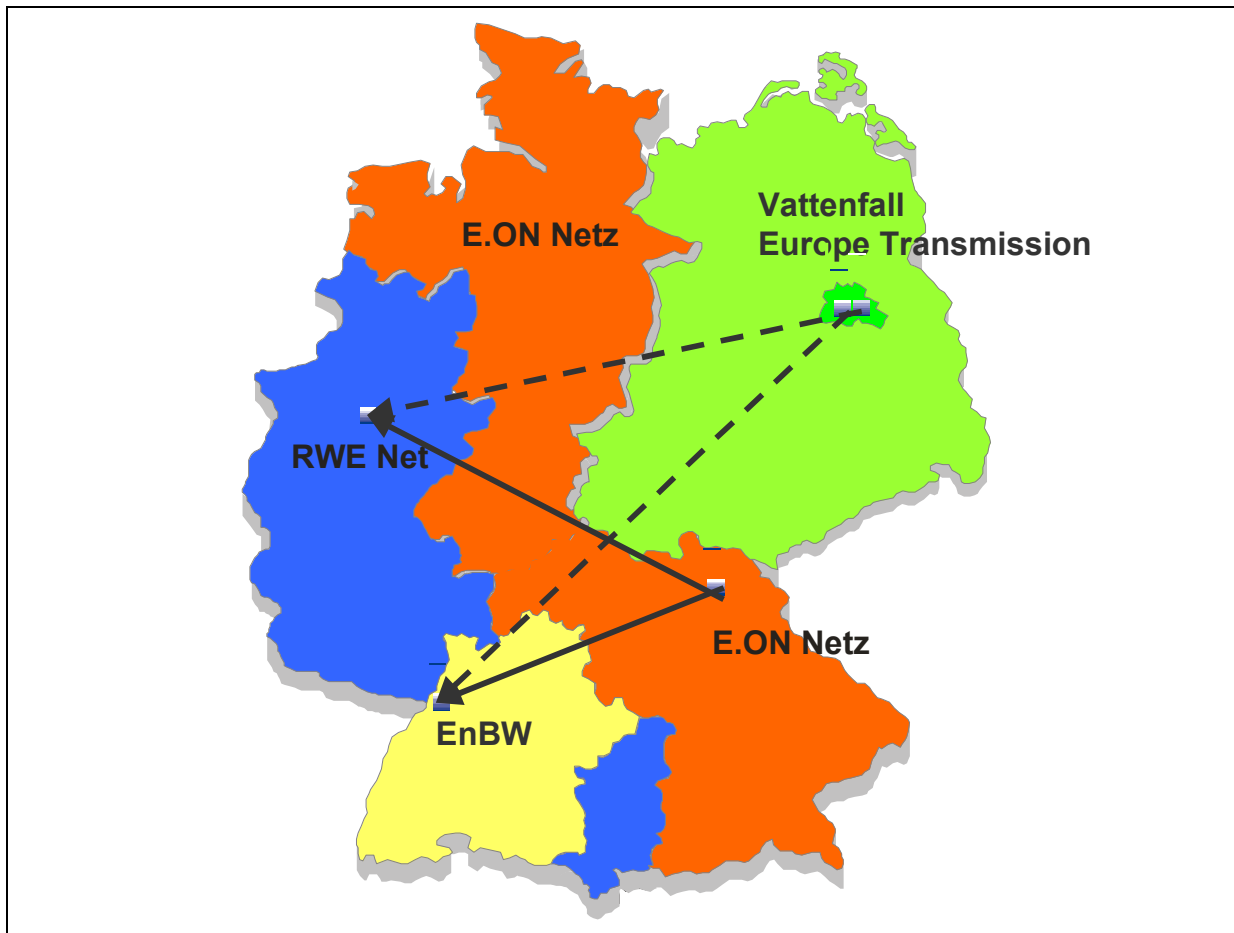 E.ON Netz
Vattenfall
Europe Transmission
RWE Net
E.ON Netz
EnBW